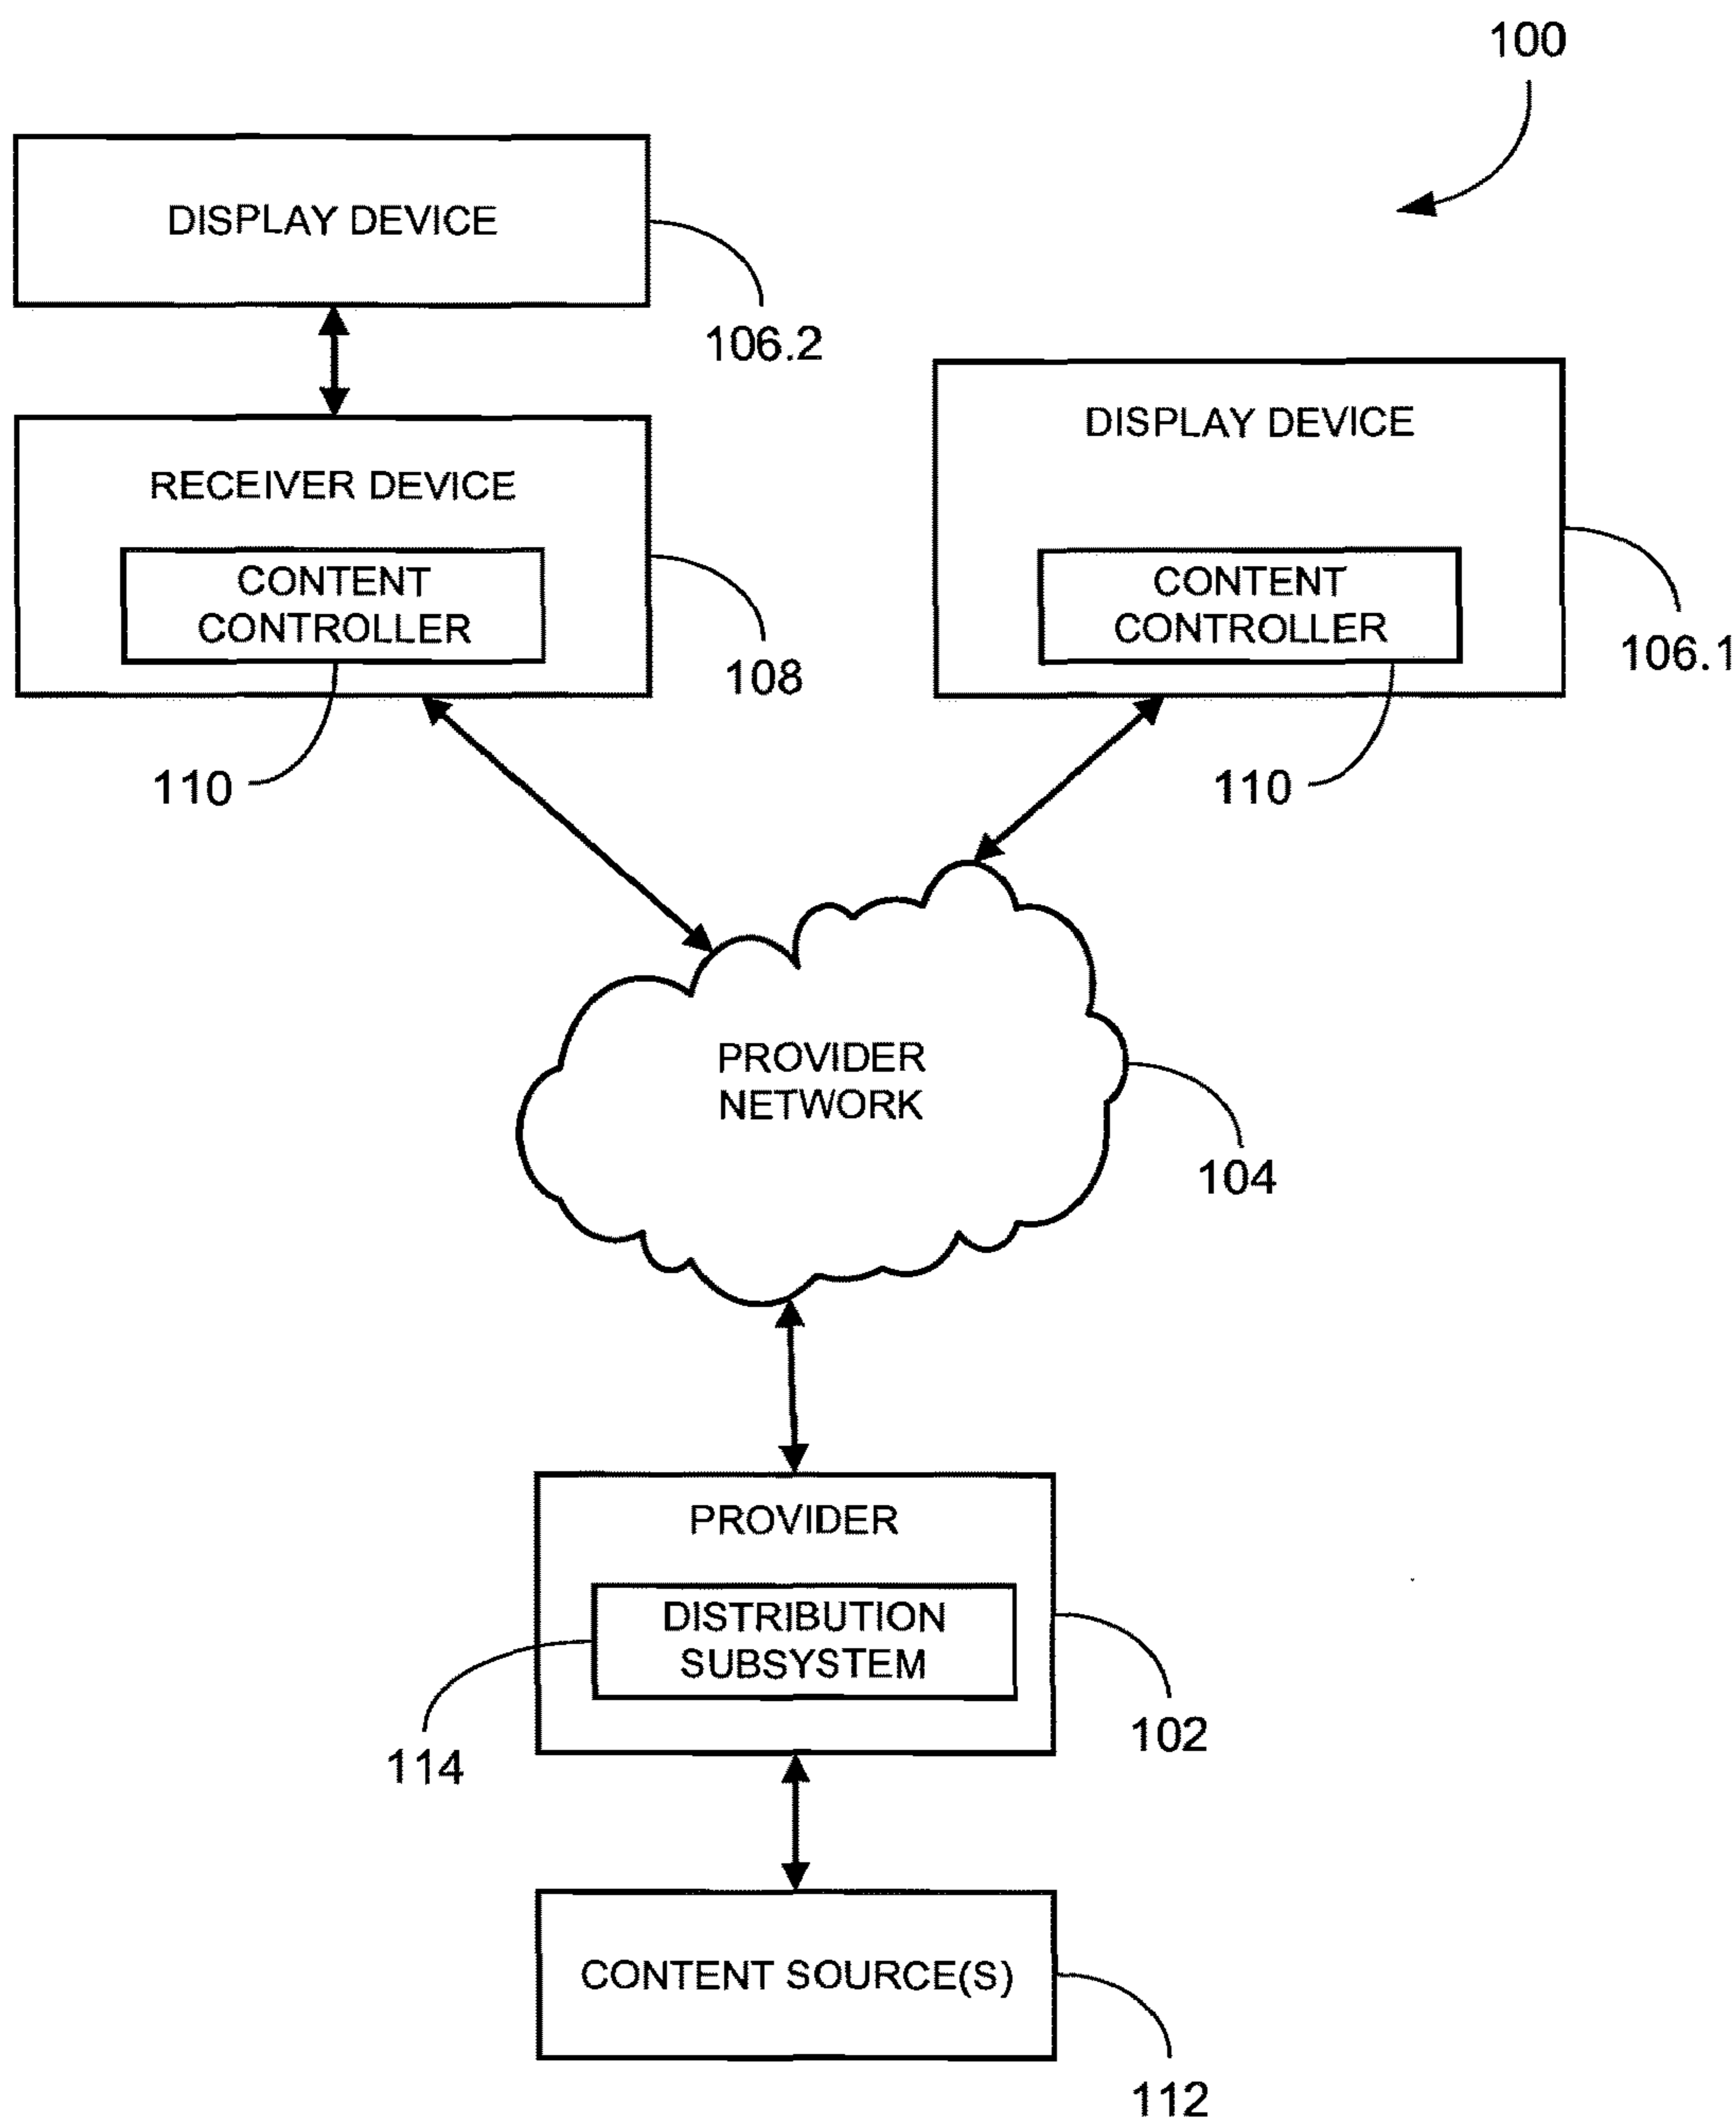 100
DISPLAY DEVICE
106.2
RECEIVER DEVICE
CONTENT
CONTROLLER
108
110
DISPLAY DEVICE
CONTENT
CONTROLLER
106.1
110
PROVIDER
NETWORK
104
PROVIDER
DISTRIBUTION
SUBSYSTEM
102
114
CONTENT SOURCE(S)
112